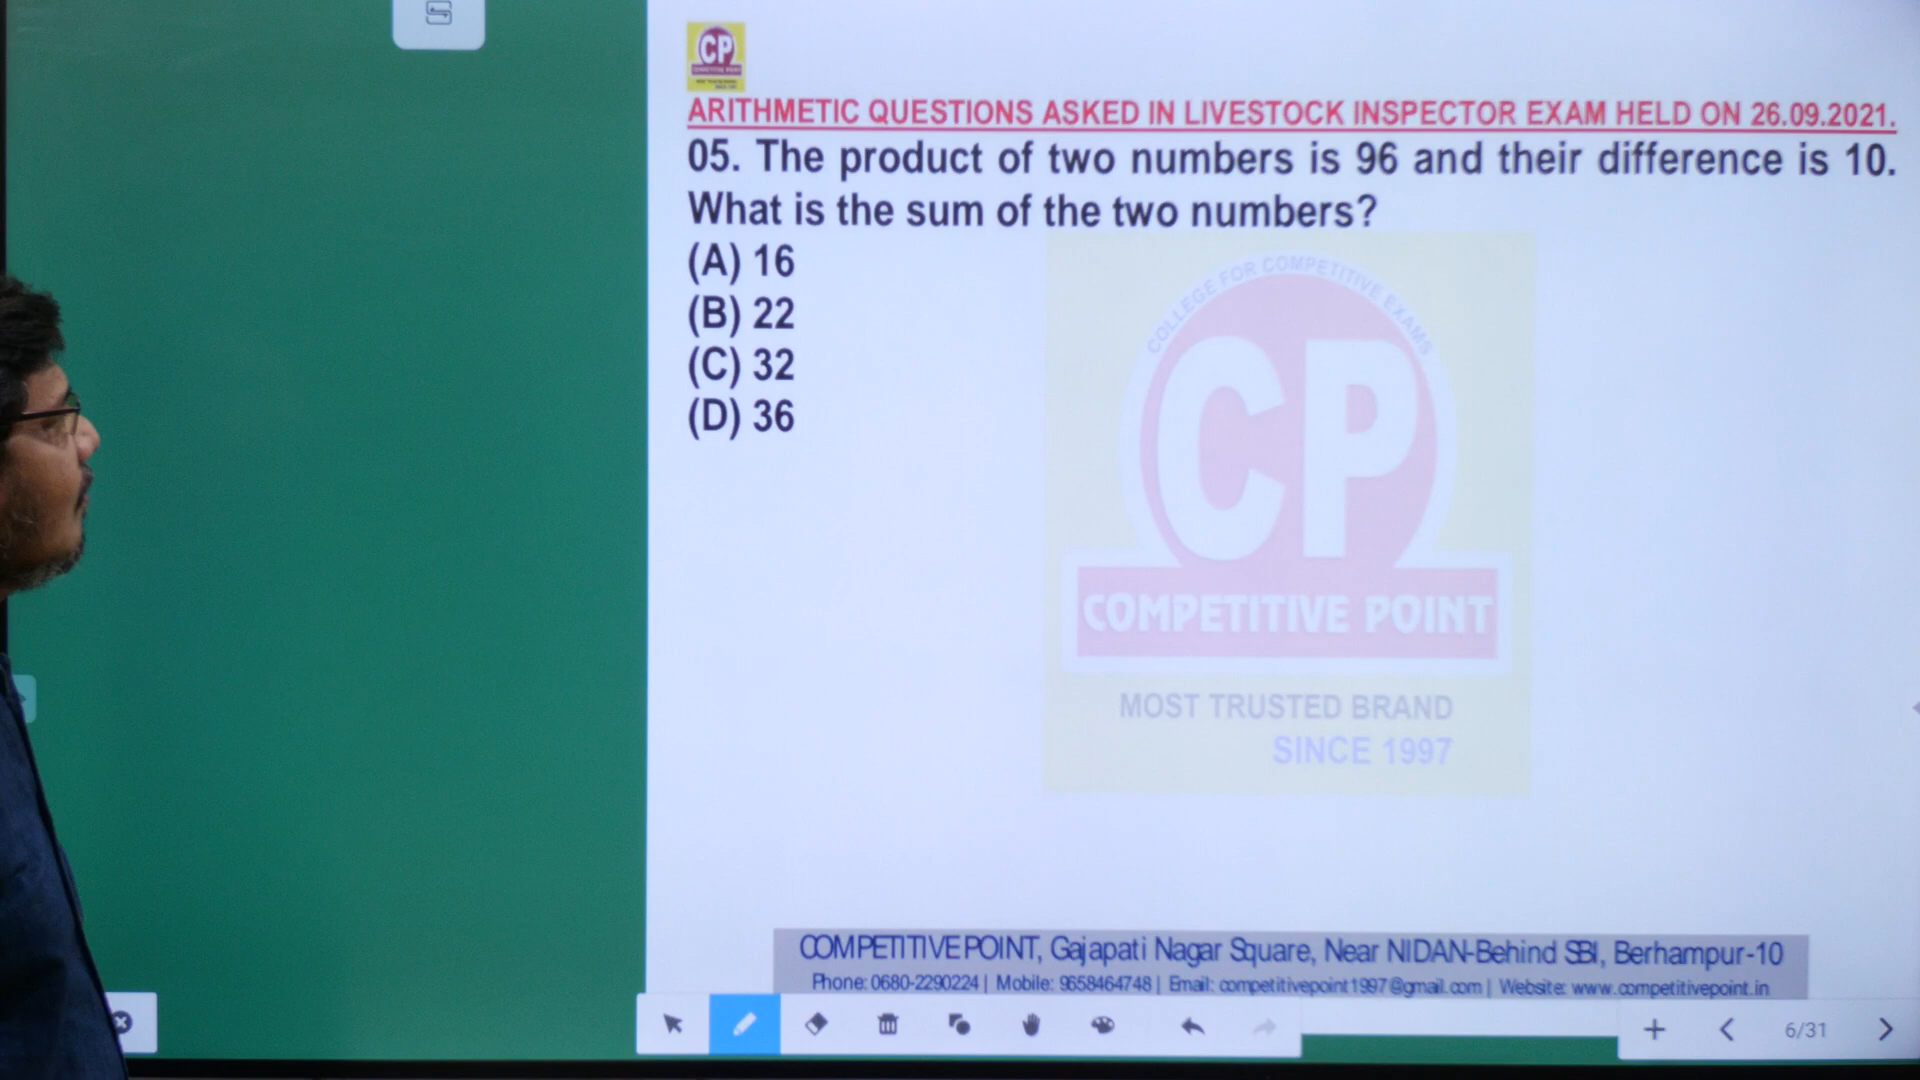 CP
ARITHMETIC QUESTIONS ASKED IN LIVESTOCK INSPECTOR EXAM HELD ON 26.09.2021.
05. The product of two numbers is 96 and their difference is 10.
What is the sum of the two numbers?
(A) 16
(B) 22
(C) 32
(D) 36
COLLEGE FOR COMPETITIVE EXAMS
CP
COMPETITIVE POINT
MOST TRUSTED BRAND
SINCE 1997
COMPETITIVE POINT, Gajapati Nagar Square, Near NIDAN-Behind SBI, Berhampur-10
Phone: 0680-2290224 | Mobile: 9658464748 | Email: competitivepoint1997@gmail.com | Website: www.competitivepoint.in
6/31